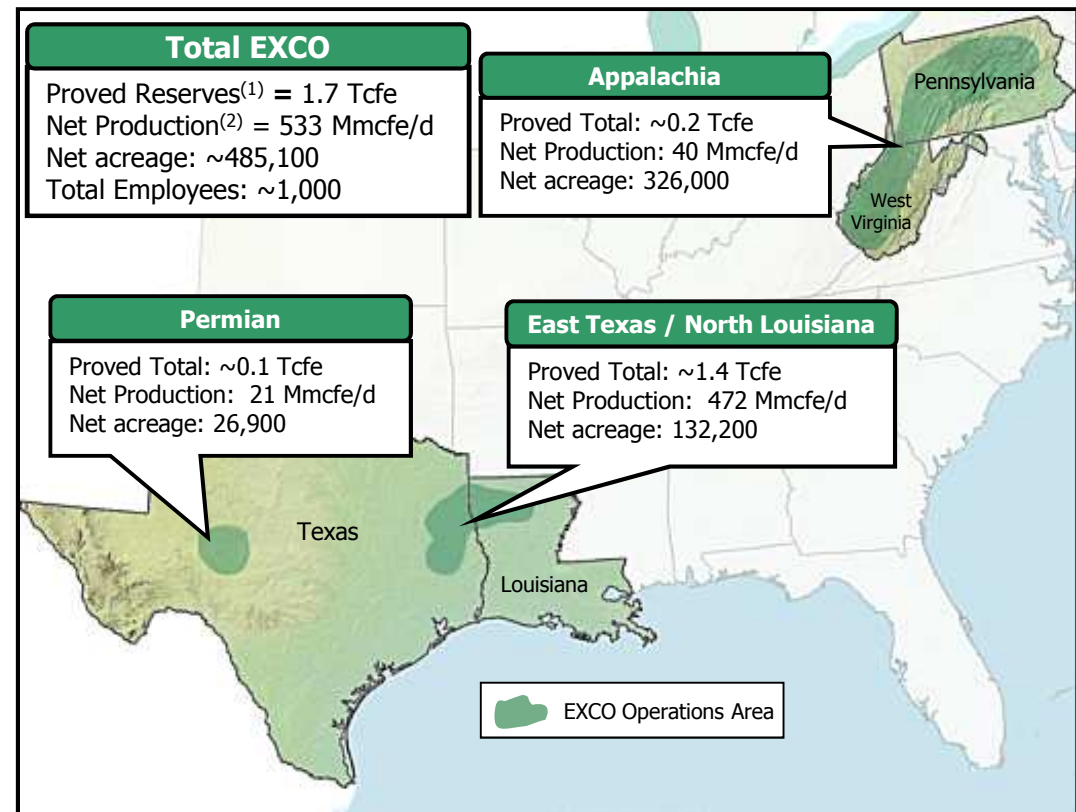 Total EXCO
Proved Reserves(1) = 1.7 Tcfe
Net Production(2) = 533 Mmcfe/d
Net acreage: ~485,100
Total Employees: ~1,000
Appalachia
Proved Total: ~0.2 Tcfe
Net Production: 40 Mmcfe/d
Net acreage: 326,000
Pennsylvania
West
Virginia
Permian
Proved Total: ~0.1 Tcfe
Net Production: 21 Mmcfe/d
Net acreage: 26,900
East Texas / North Louisiana
Proved Total: ~1.4 Tcfe
Net Production: 472 Mmcfe/d
Net acreage: 132,200
Texas
Louisiana
EXCO Operations Area